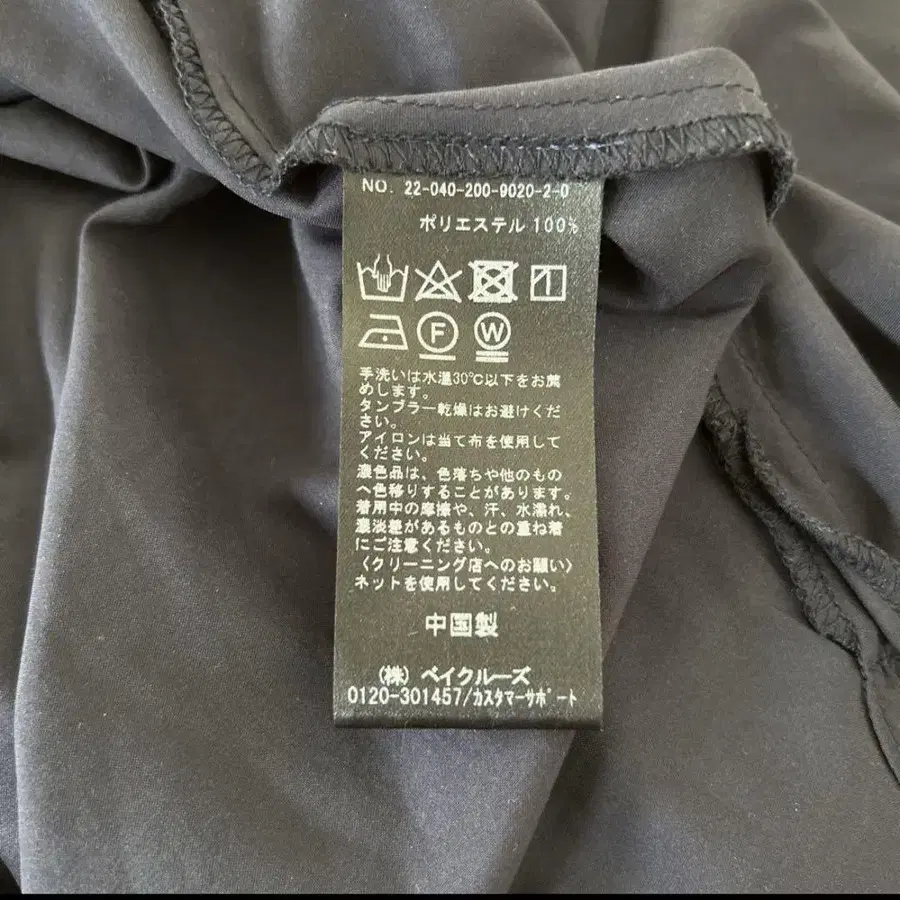 NO. 22-040-200-9020-2-0
ポリエステル 100%
F W
手洗いは水温30℃以下をお薦
めします。
タンブラー乾燥はお避けくだ
さい。
アイロンは当て布を使用して
ください。
濃色品は、色落ちや他のもの
へ色移りすることがあります。
着用中の摩擦や、汗、水濡れ、
濃淡差があるものとの重ね着
にご注意ください。
〈クリーニング店へのお願い〉
ネットを使用してください。
中国製
(株) ベイクルーズ
0120-301457/カスタマーサポート